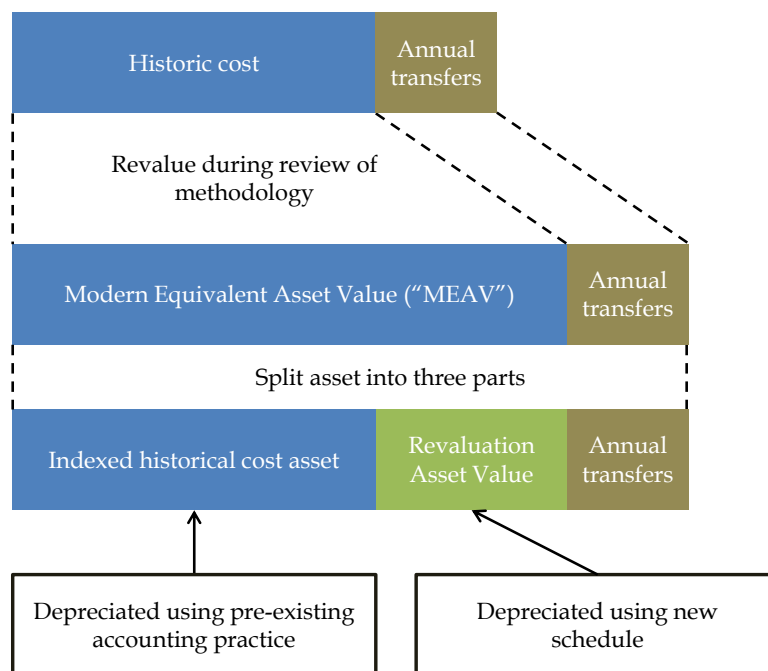 Historic cost
Annual
transfers
Revalue during review of
methodology
Modern Equivalent Asset Value (“MEAV”)
Annual
transfers
Split asset into three parts
Indexed historical cost asset
Revaluation
Asset Value
Annual
transfers
Depreciated using pre-existing
accounting practice
Depreciated using new
schedule